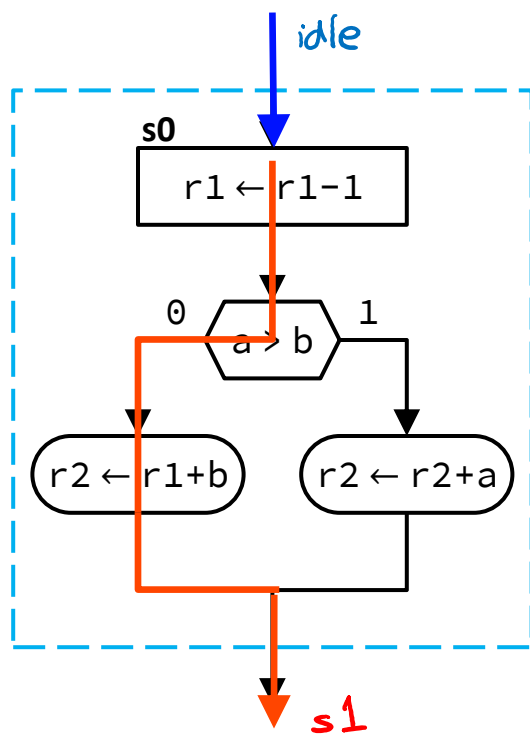 idle
s0
r1 ← r1-1
0
1
a > b
r2 ← r1+b
r2 ← r2+a
s1